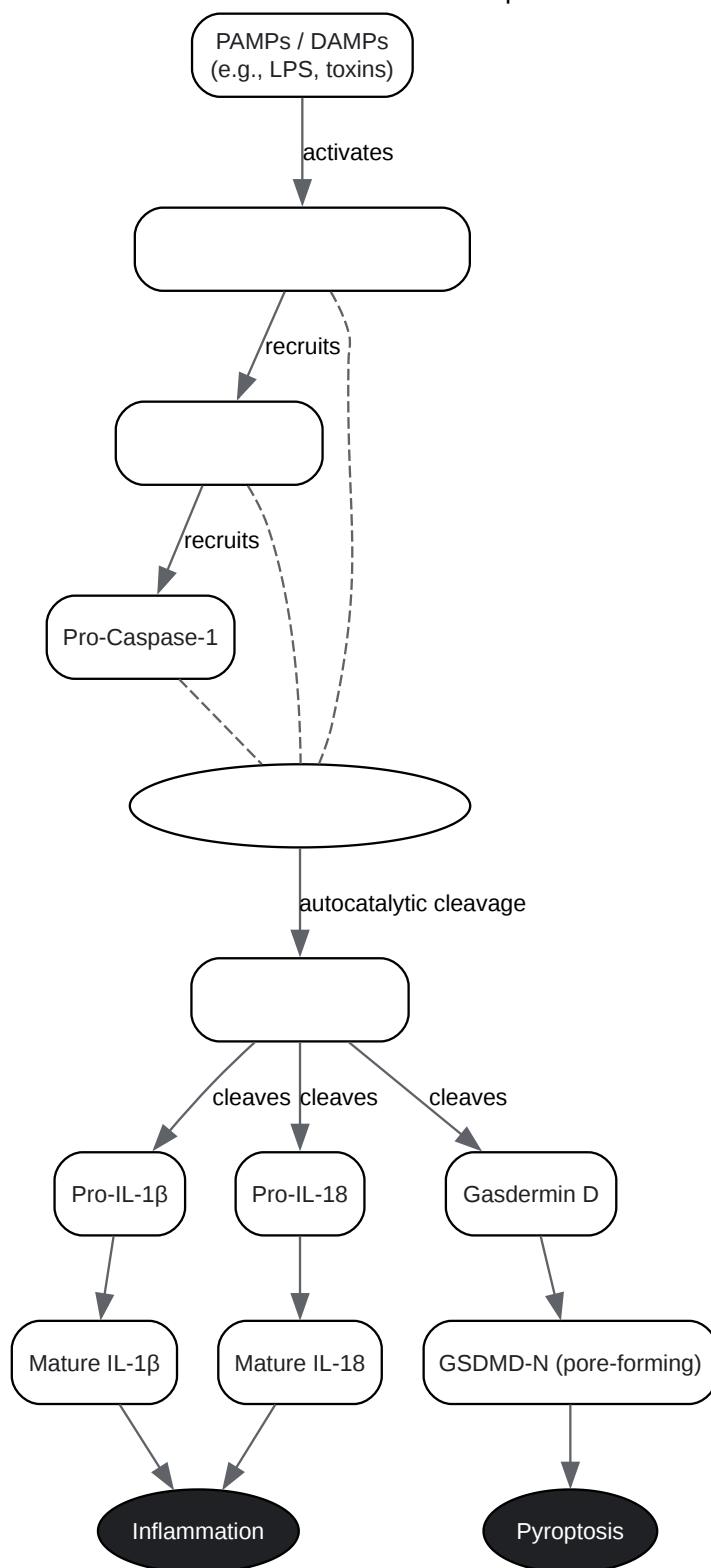 PAMPs / DAMPs
(e.g., LPS, toxins)
activates
recruits
recruits
Pro-Caspase-1
autocatalytic cleavage
cleaves cleaves cleaves
Pro-IL-1β Pro-IL-18 Gasdermin D
Mature IL-1β Mature IL-18 GSDMD-N (pore-forming)
Inflammation Pyroptosis